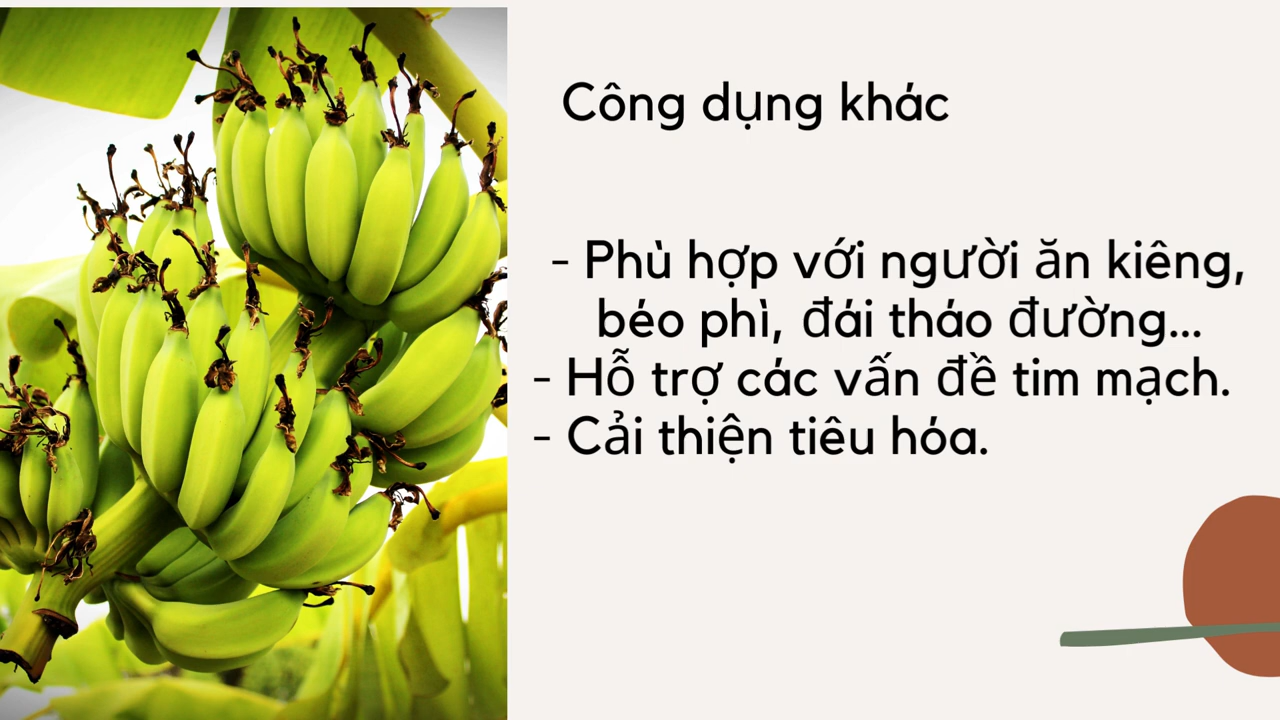 Công dụng khác
- Phù hợp với người ăn kiêng,
béo phì, đái tháo đường...
- Hỗ trợ các vấn đề tim mạch.
- Cải thiện tiêu hóa.